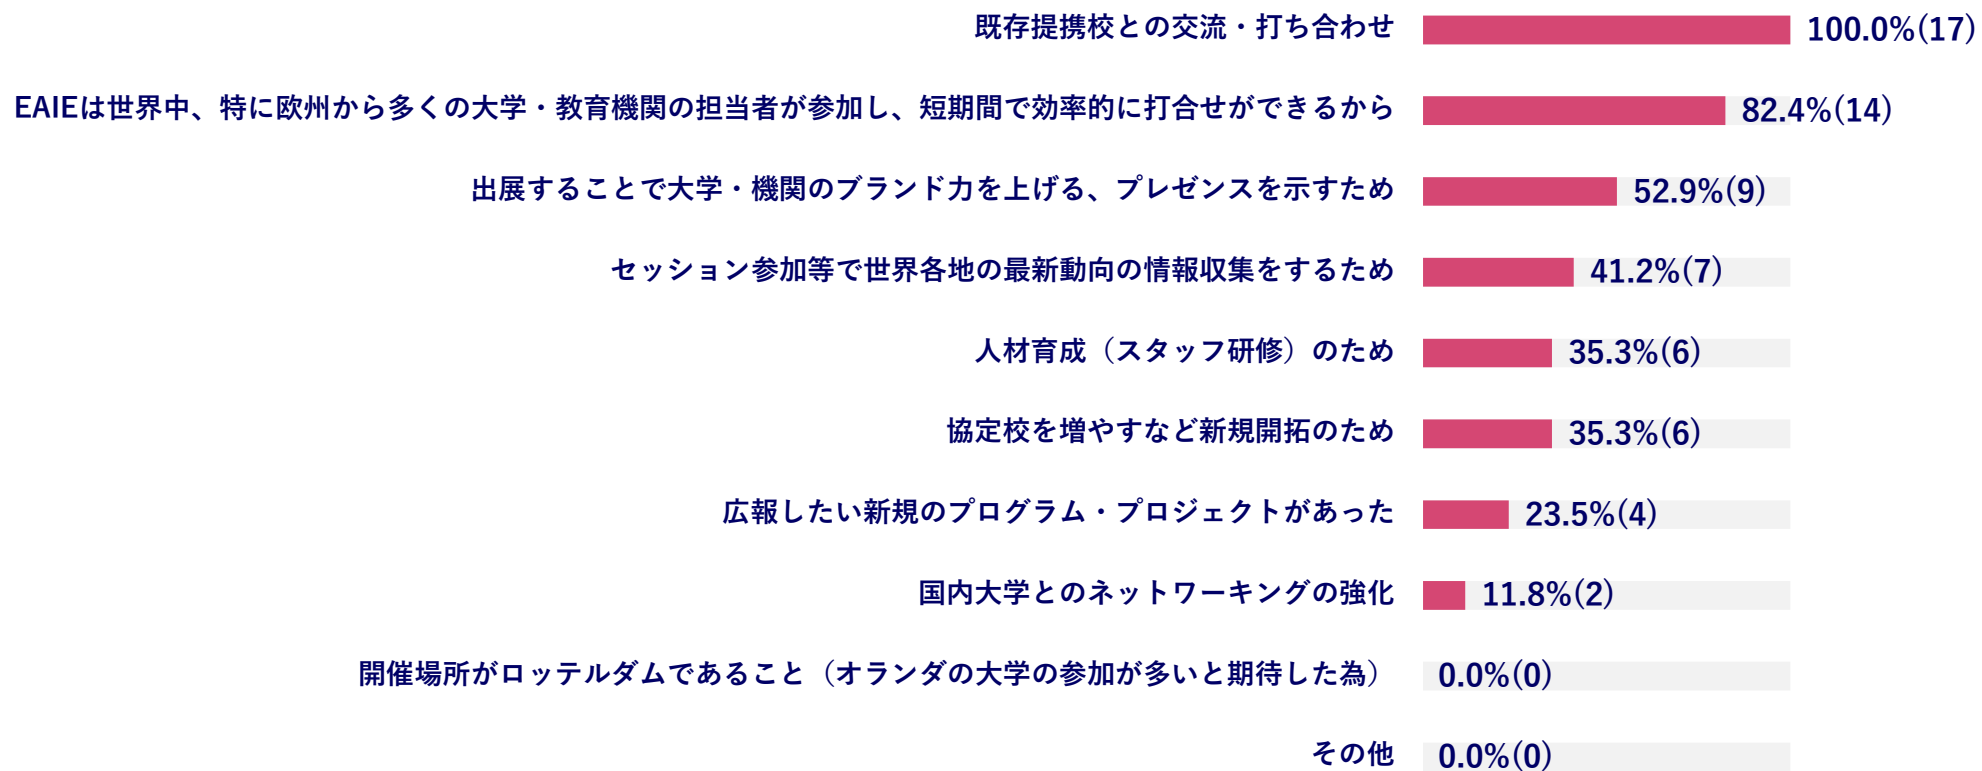 既存提携校との交流・打ち合わせ 100.0%(17)
EAIEは世界中、特に欧州から多くの大学・教育機関の担当者が参加し、短期間で効率的に打合せができるから 82.4%(14)
出展することで大学・機関のブランド力を上げる、プレゼンスを示すため 52.9%(9)
セッション参加等で世界各地の最新動向の情報収集をするため 41.2%(7)
人材育成（スタッフ研修）のため 35.3%(6)
協定校を増やすなど新規開拓のため 35.3%(6)
広報したい新規のプログラム・プロジェクトがあった 23.5%(4)
国内大学とのネットワーキングの強化 11.8%(2)
開催場所がロッテルダムであること（オランダの大学の参加が多いと期待した為） 0.0%(0)
その他 0.0%(0)